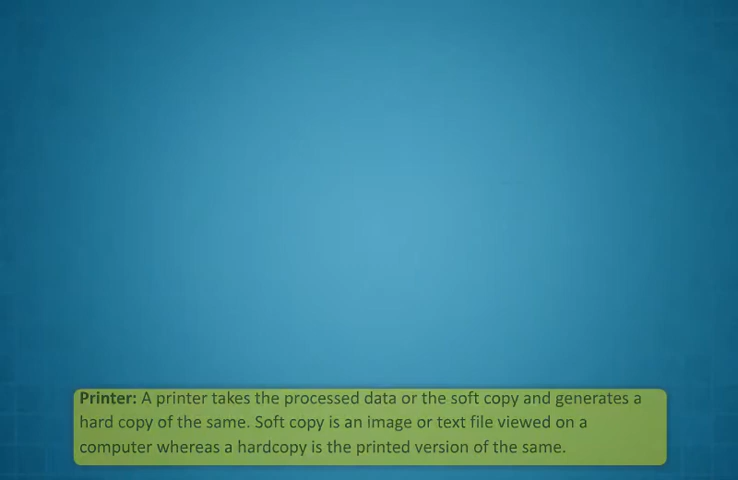 Printer: A printer takes the processed data or the soft copy and generates a
hard copy of the same. Soft copy is an image or text file viewed on a
computer whereas a hardcopy is the printed version of the same.